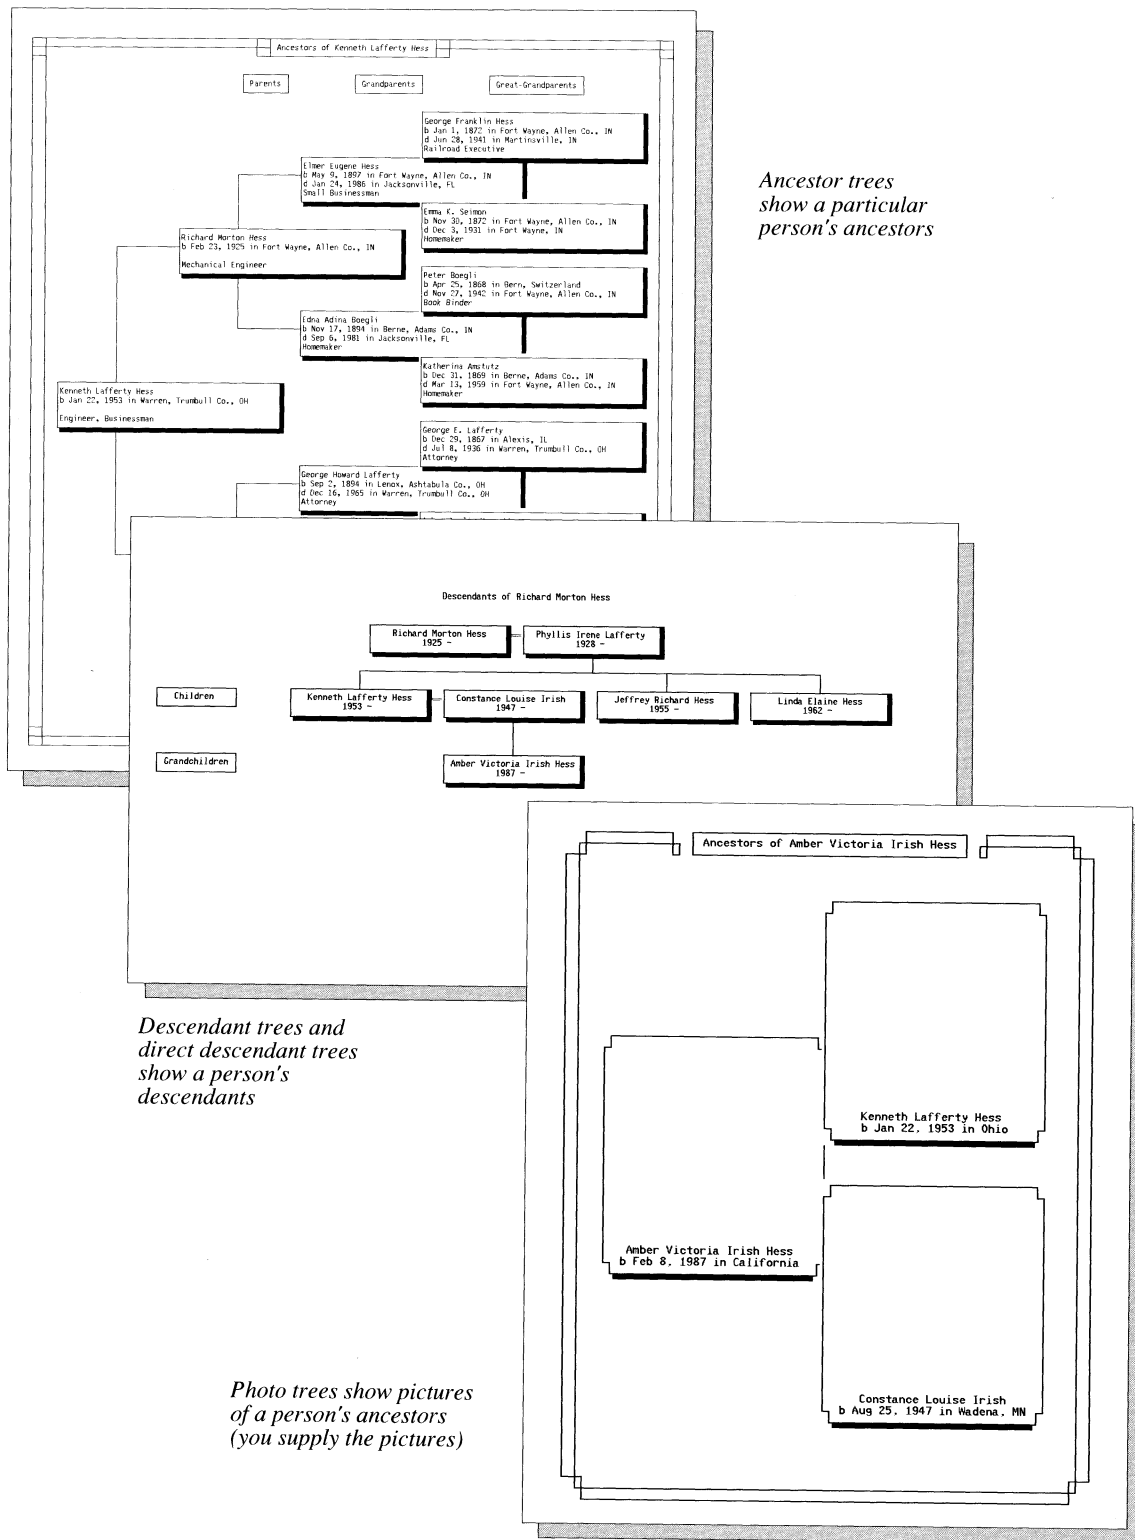 Ancestors of Kenneth Lafferty Hess
Parents
Grandparents
Great-Grandparents
George Franklin Hess
b Jan 1, 1872 in Fort Wayne, Allen Co., IN
d Jun 28, 1941 in Martinsville, IN
Railroad Executive
Elmer Eugene Hess
b May 9, 1897 in Fort Wayne, Allen Co., IN
d Jan 24, 1986 in Jacksonville, FL
Small Businessman
Emma K. Seimon
b Nov 30, 1872 in Fort Wayne, Allen Co., IN
d Dec 3, 1931 in Fort Wayne, Allen Co., IN
Homemaker
Richard Morton Hess
b Feb 23, 1925 in Fort Wayne, Allen Co., IN
Mechanical Engineer
Peter Boegli
b Apr 25, 1868 in Bern, Switzerland
d Nov 27, 1942 in Fort Wayne, Allen Co., IN
Book Binder
Edna Adina Boegli
b Nov 17, 1894 in Berne, Adams Co., IN
d Sep 6, 1981 in Jacksonville, FL
Homemaker
Katherina Amstutz
b Dec 31, 1869 in Berne, Adams Co., IN
d Mar 13, 1959 in Fort Wayne, Allen Co., IN
Homemaker
Kenneth Lafferty Hess
b Jan 22, 1953 in Warren, Trumbull Co., OH
Engineer, Businessman
George E. Lafferty
b Dec 29, 1867 in Alexis, IL
d Jul 8, 1936 in Warren, Trumbull Co., OH
Attorney
George Howard Lafferty
b Sep 2, 1894 in Lenox, Ashtabula Co., OH
d Dec 16, 1965 in Warren, Trumbull Co., OH
Attorney
Ancestor trees
show a particular
person's ancestors
Descendants of Richard Morton Hess
Richard Morton Hess
1925 -
Phyllis Irene Lafferty
1928 -
Children
Kenneth Lafferty Hess
1953 -
Constance Louise Irish
1947 -
Jeffrey Richard Hess
1955 -
Linda Elaine Hess
1962 -
Grandchildren
Amber Victoria Irish Hess
1987 -
Descendant trees and
direct descendant trees
show a person's
descendants
Ancestors of Amber Victoria Irish Hess
Kenneth Lafferty Hess
b Jan 22, 1953 in Ohio
Amber Victoria Irish Hess
b Feb 8, 1987 in California
Constance Louise Irish
b Aug 25, 1947 in Wadena, MN
Photo trees show pictures
of a person's ancestors
(you supply the pictures)